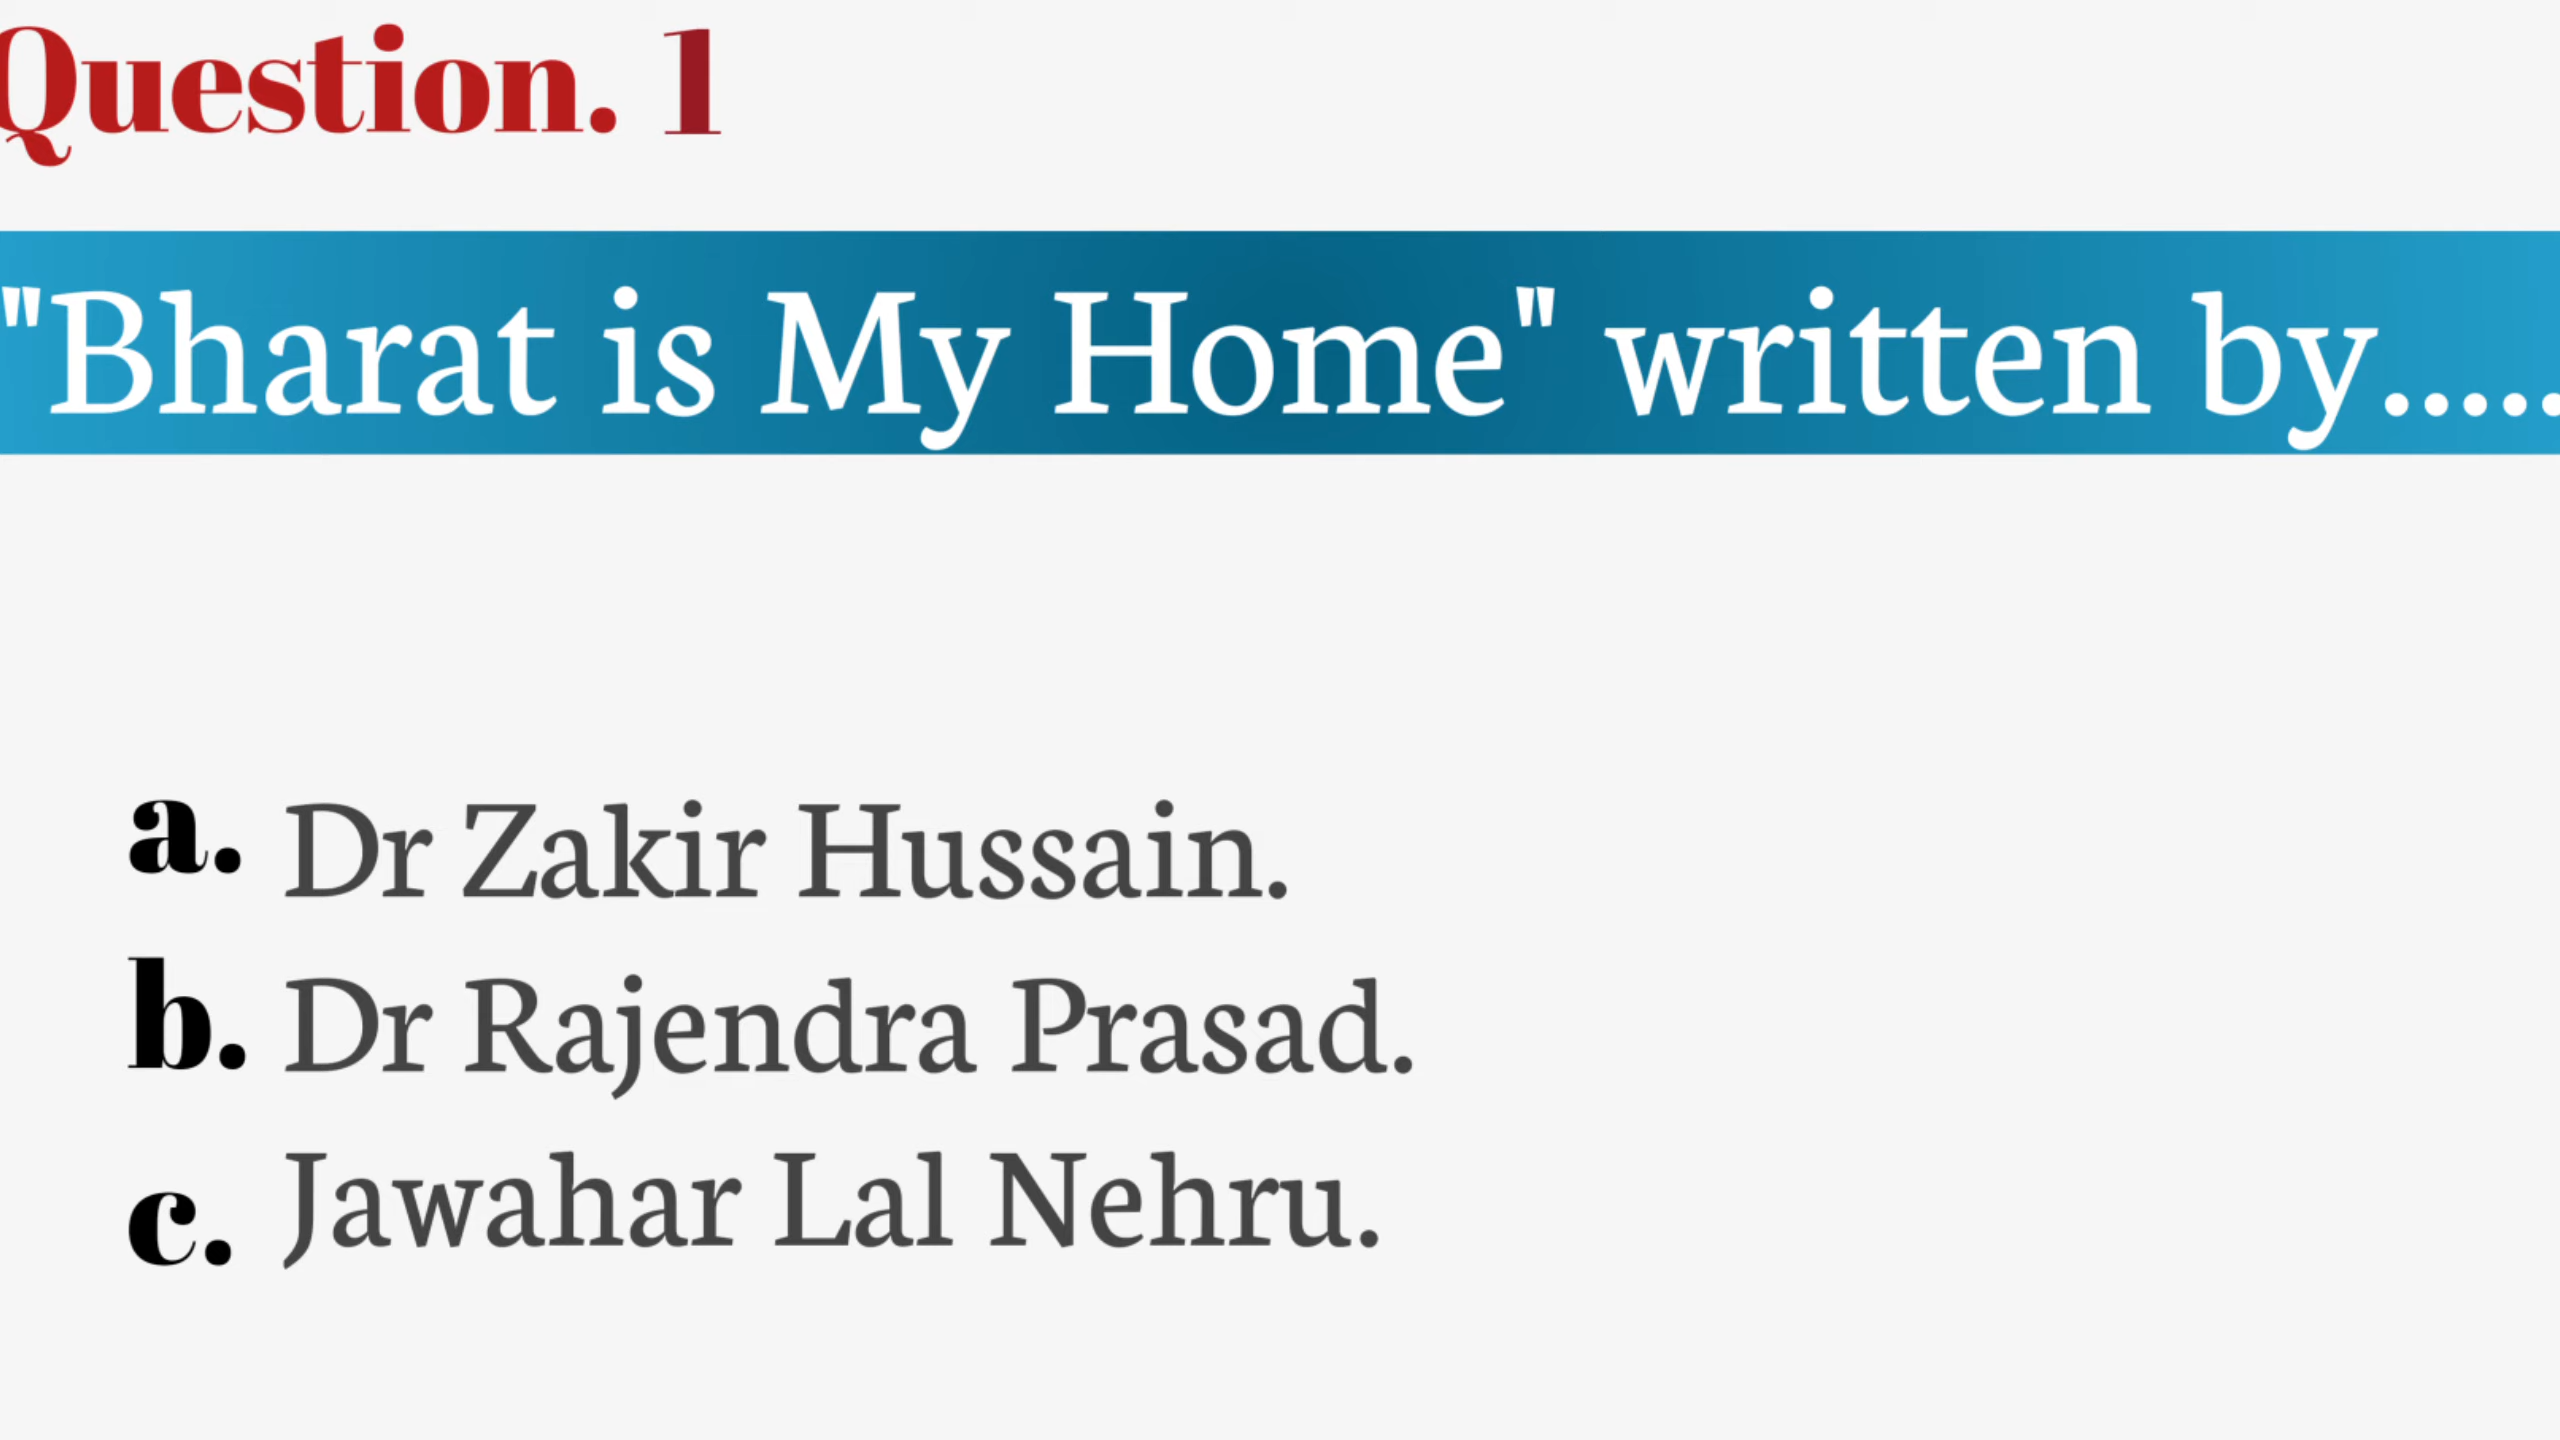 Question. 1
"Bharat is My Home" written by.....
a. Dr Zakir Hussain.
b. Dr Rajendra Prasad.
c. Jawahar Lal Nehru.